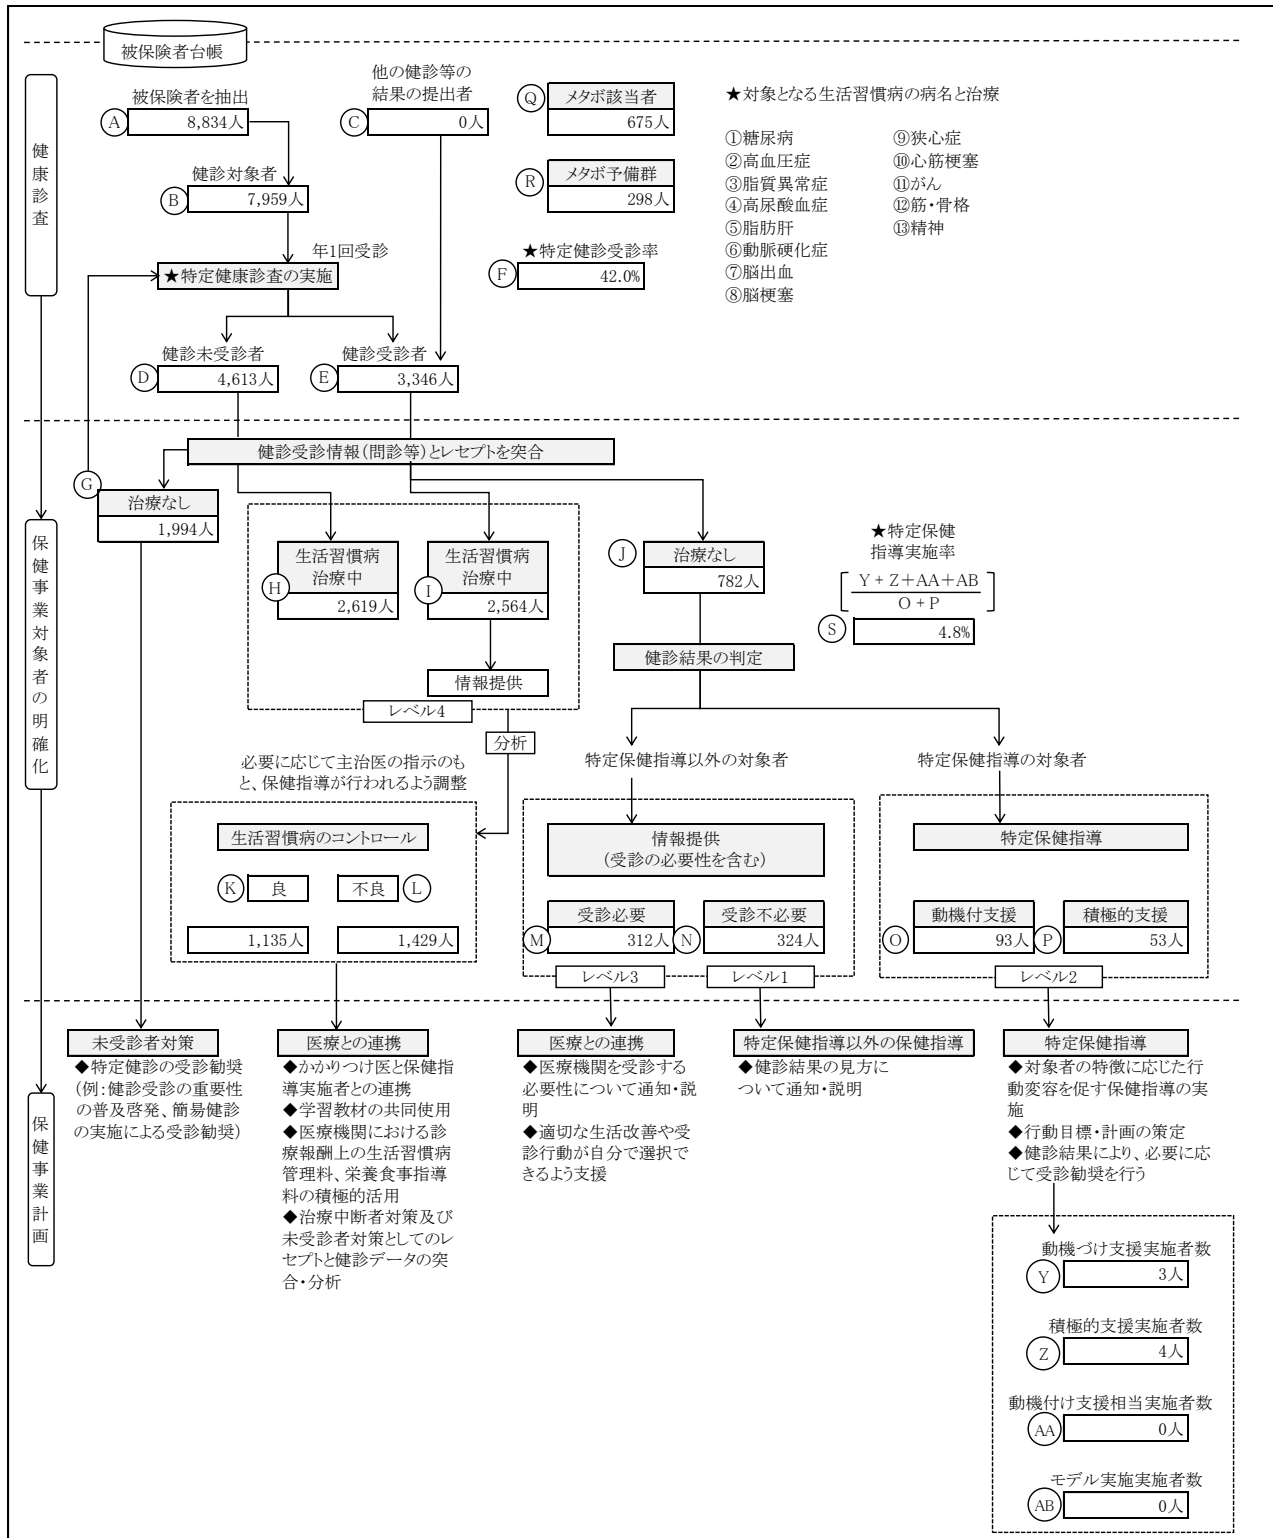 被保険者台帳
健康診査
被保険者を抽出
A
8,834人
他の健診等の
結果の提出者
C
0人
健診対象者
B
7,959人
年1回受診
★特定健康診査の実施
Q
メタボ該当者
675人
R
メタボ予備群
298人
★特定健診受診率
F
42.0%
★対象となる生活習慣病の病名と治療
①糖尿病
②高血圧症
③脂質異常症
④高尿酸血症
⑤脂肪肝
⑥動脈硬化症
⑦脳出血
⑧脳梗塞
⑨狭心症
⑩心筋梗塞
⑪がん
⑫筋・骨格
⑬精神
健診未受診者
D
4,613人
健診受診者
E
3,346人
保健事業対象者の明確化
健診受診情報(問診等)とレセプトを突合
G
治療なし
1,994人
生活習慣病
治療中
H
2,619人
生活習慣病
治療中
I
2,564人
情報提供
レベル4
分析
J
治療なし
782人
健診結果の判定
★特定保健
指導実施率
Y + Z + AA + AB
O + P
S
4.8%
必要に応じて主治医の指示のも
と、保健指導が行われるよう調整
特定保健指導以外の対象者
特定保健指導の対象者
生活習慣病のコントロール
K
良
不良
L
1,135人
1,429人
情報提供
(受診の必要性を含む)
受診必要
M
312人
受診不必要
N
324人
レベル3
レベル1
特定保健指導
動機付支援
O
93人
積極的支援
P
53人
レベル2
保健事業計画
未受診者対策
◆特定健診の受診勧奨
(例:健診受診の重要性
の普及啓発、簡易健診
の実施による受診勧奨)
医療との連携
◆かかりつけ医と保健指
導実施者との連携
◆学習教材の共同使用
◆医療機関における診
療報酬上の生活習慣病
管理料、栄養食事指導
料の積極的活用
◆治療中断者対策及び
未受診者対策としてのレ
セプトと健診データの突
合・分析
医療との連携
◆医療機関を受診する
必要性について通知・説
明
◆適切な生活改善や受
診行動が自分で選択で
きるよう支援
特定保健指導以外の保健指導
◆健診結果の見方に
ついて通知・説明
特定保健指導
◆対象者の特徴に応じた行
動変容を促す保健指導の実
施
◆行動目標・計画の策定
◆健診結果により、必要に応
じて受診勧奨を行う
動機づけ支援実施者数
Y
3人
積極的支援実施者数
Z
4人
動機付け支援相当実施者数
AA
0人
モデル実施実施者数
AB
0人